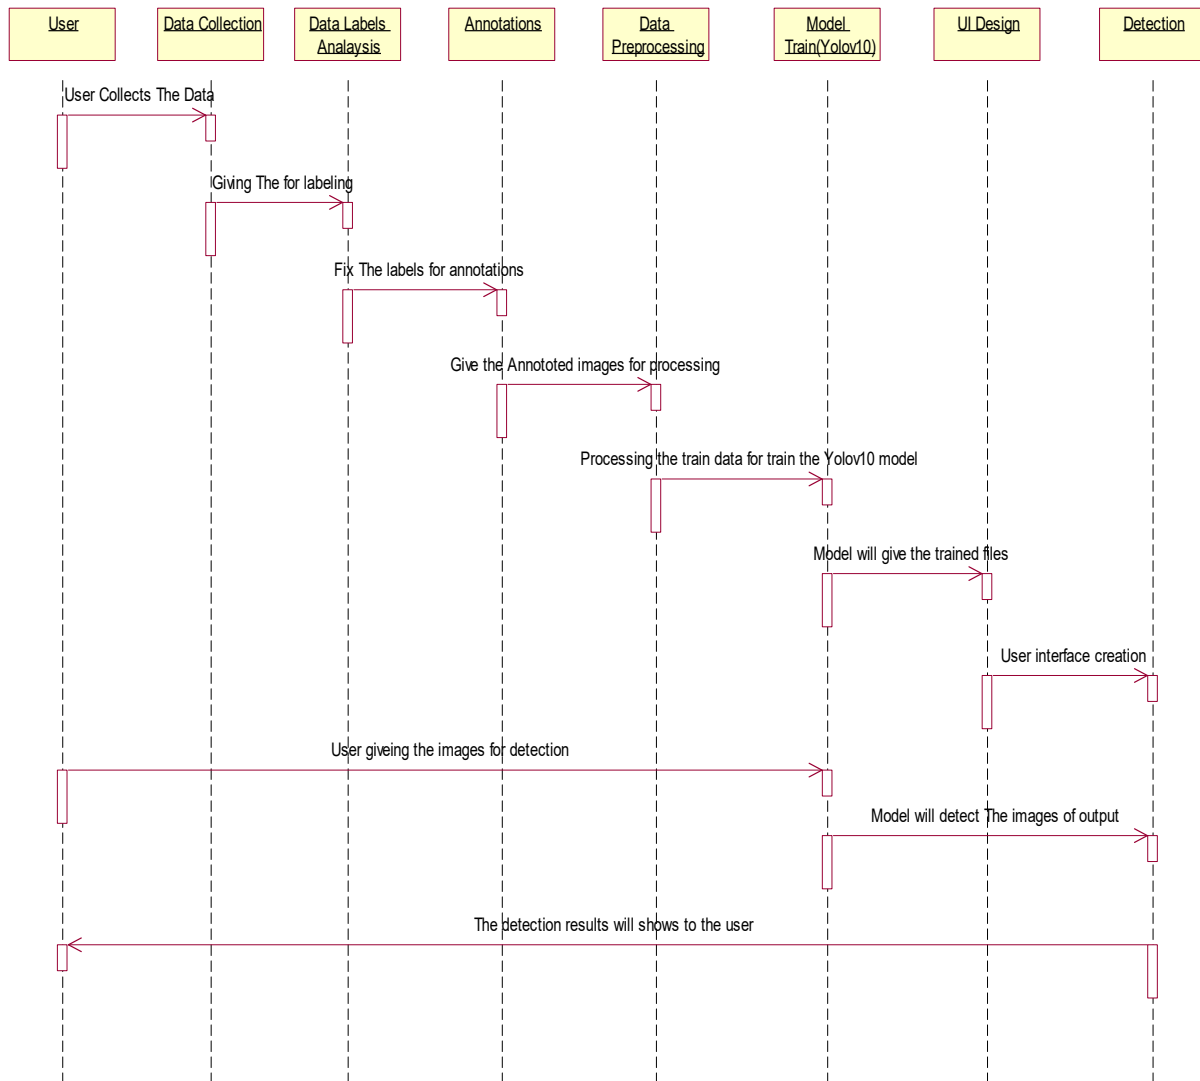 User
Data Collection
Data Labels
Analaysis
Annotations
Data
Preprocessing
Model
Train(Yolov10)
UI Design
Detection
User Collects The Data
Giving The for labeling
Fix The labels for annotations
Give the Annototed images for processing
Processing the train data for train the Yolov10 model
Model will give the trained files
User interface creation
User giveing the images for detection
Model will detect The images of output
The detection results will shows to the user